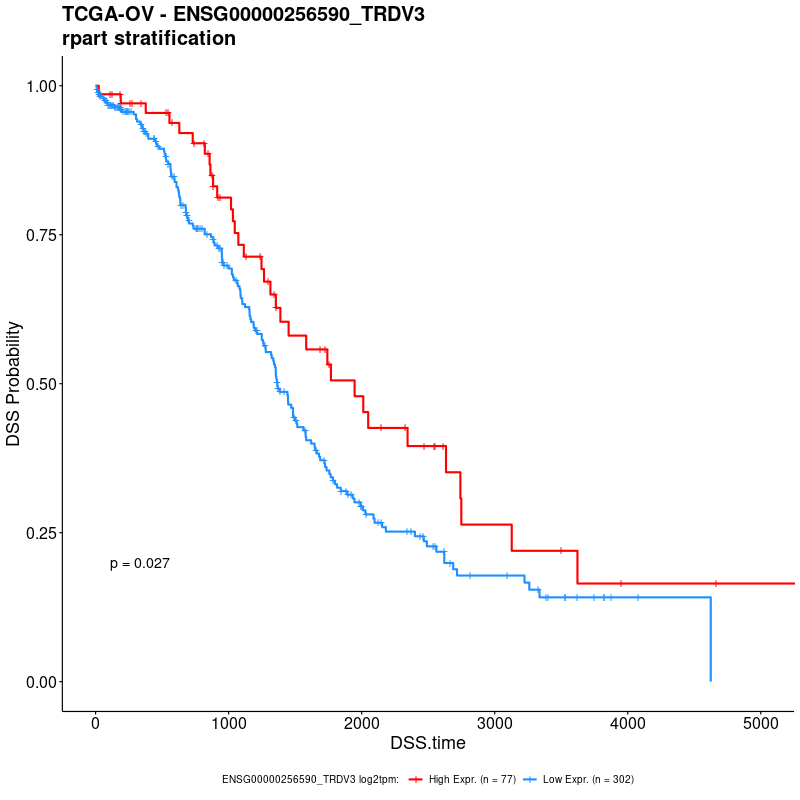 TCGA-OV - ENSG00000256590_TRDV3
rpart stratification
1.00
0.75
0.50
0.25
0.00
DSS Probability
p = 0.027
0 1000 2000 3000 4000 5000
DSS.time
ENSG00000256590_TRDV3 log2tpm: High Expr. (n = 77) Low Expr. (n = 302)